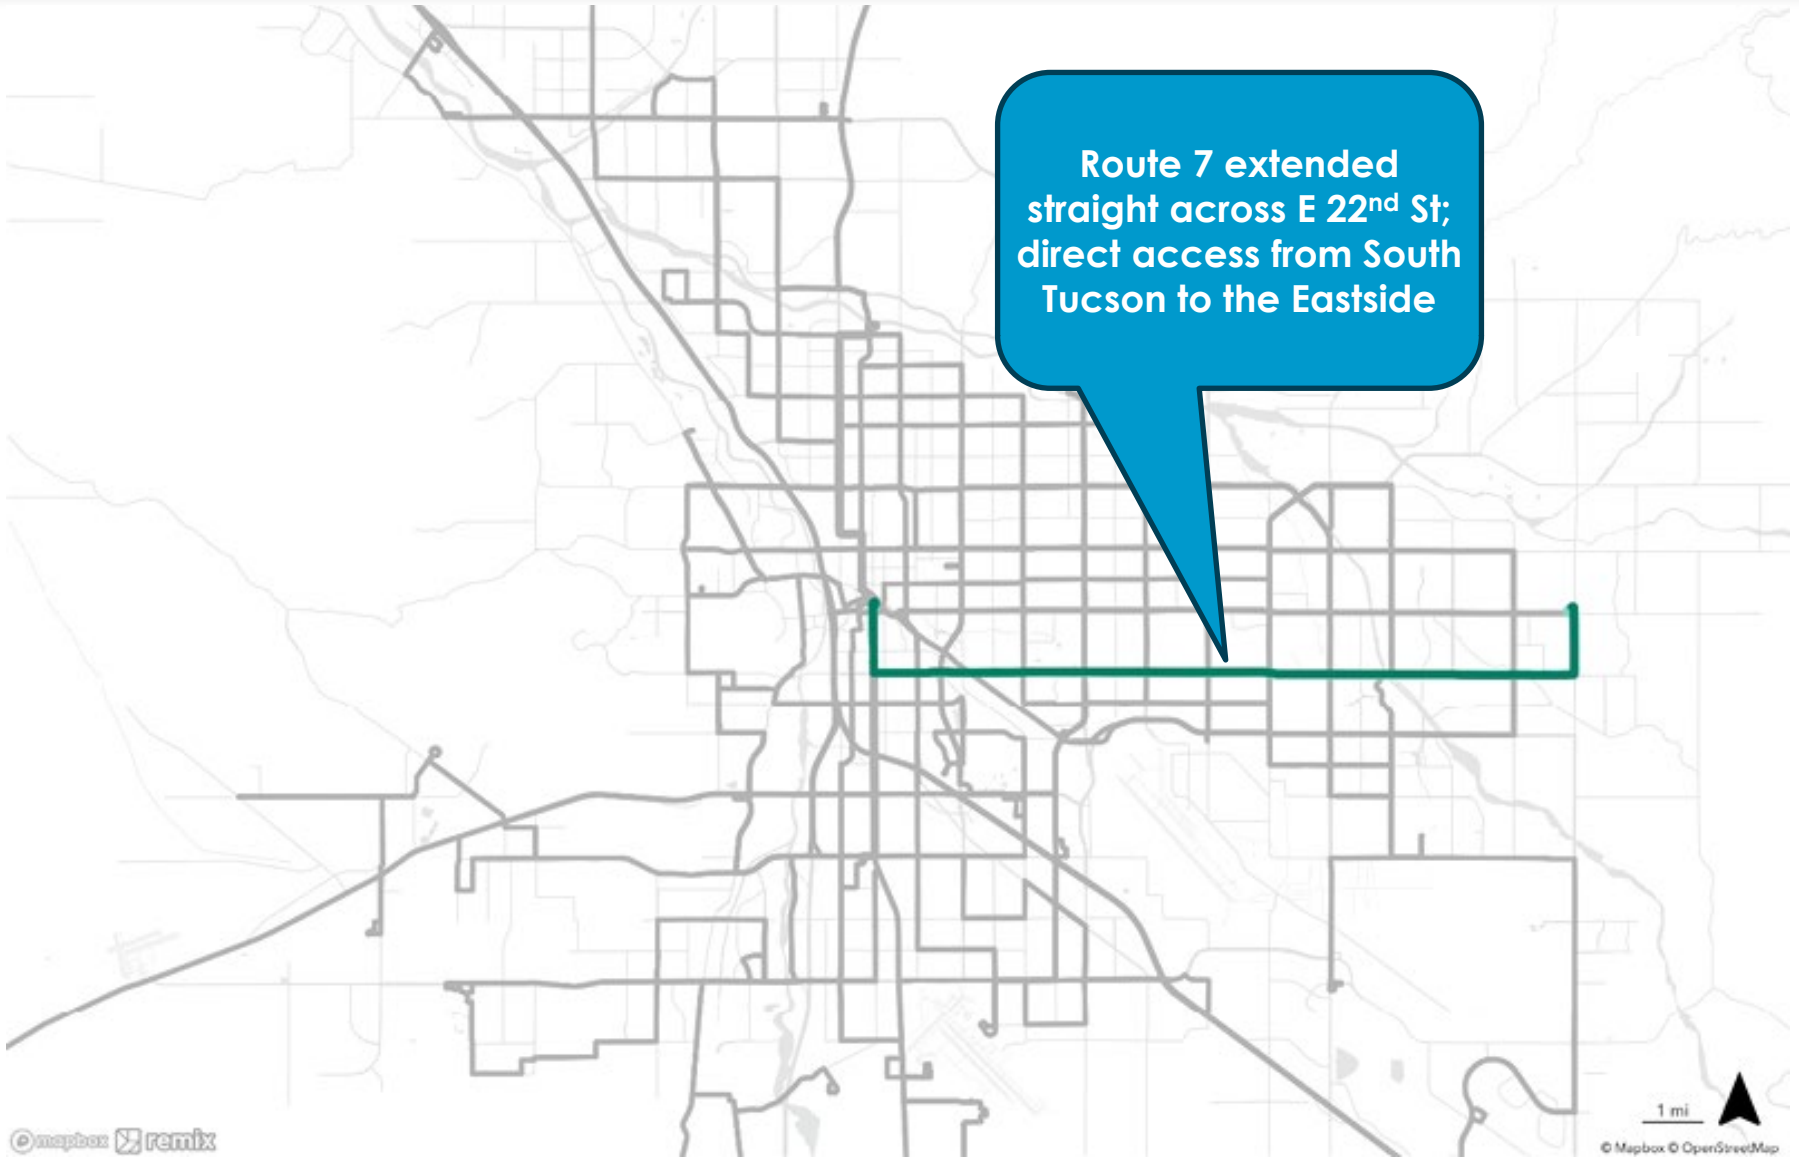 Route 7 extended
straight across E 22nd St;
direct access from South
Tucson to the Eastside
1 mi
mapbox remix
© Mapbox © OpenStreetMap